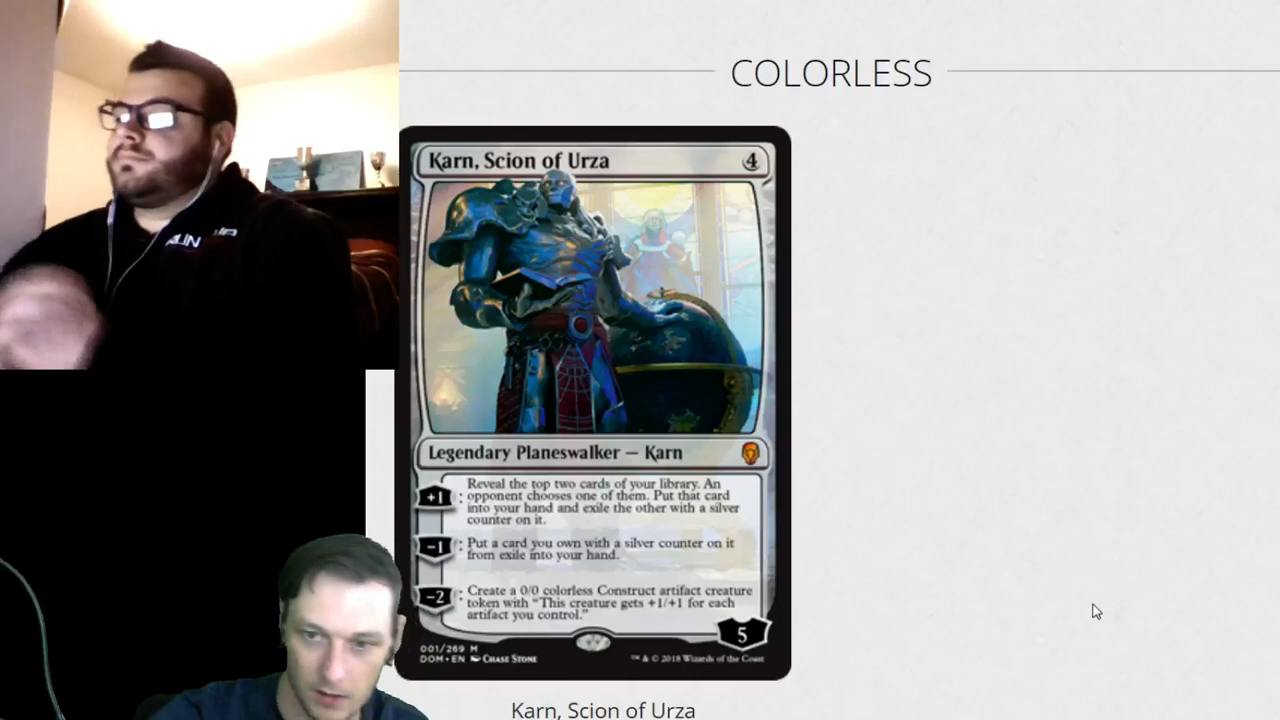 COLORLESS
Karn, Scion of Urza 4
Legendary Planeswalker — Karn
+1 : Reveal the top two cards of your library. An
opponent chooses one of them. Put that card
into your hand and exile the other with a silver
counter on it.
−1 : Put a card you own with a silver counter on it
from exile into your hand.
−2 : Create a 0/0 colorless Construct artifact creature
token with “This creature gets +1/+1 for each
artifact you control.”
5
001/269 M
DOM • EN Chase Stone
™ & © 2018 Wizards of the Coast
Karn, Scion of Urza